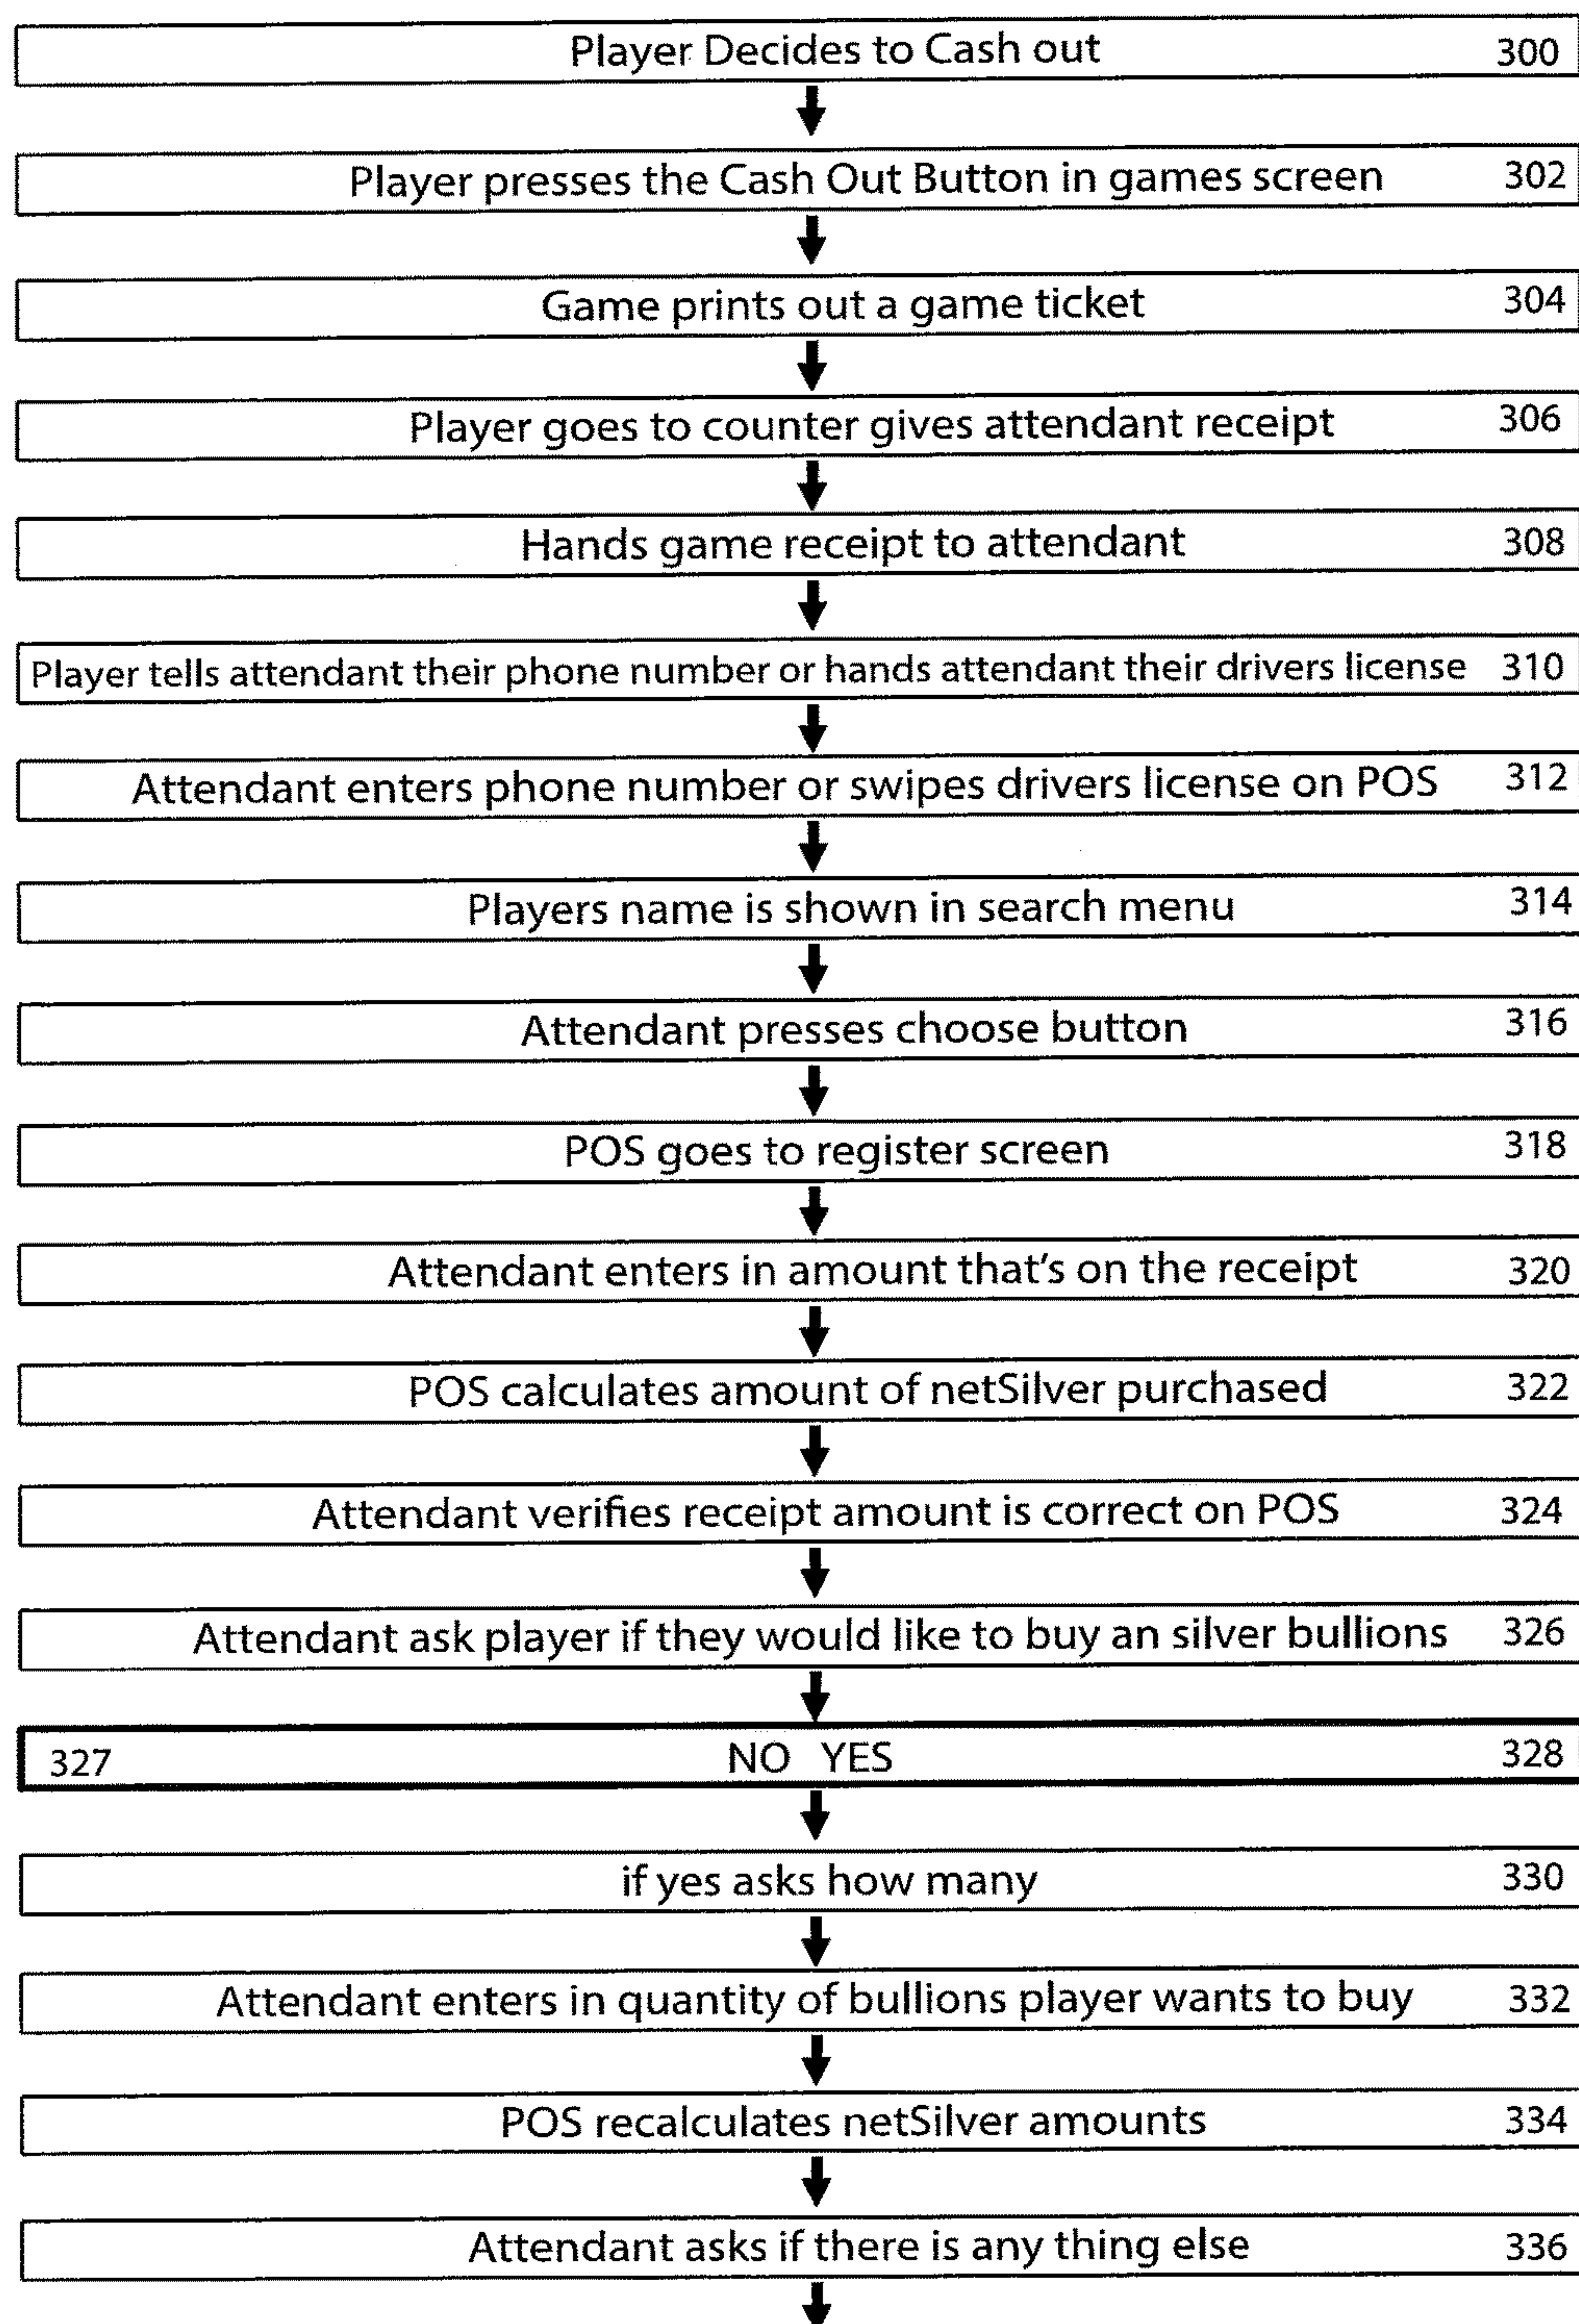 Player Decides to Cash out 300
Player presses the Cash Out Button in games screen 302
Game prints out a game ticket 304
Player goes to counter gives attendant receipt 306
Hands game receipt to attendant 308
Player tells attendant their phone number or hands attendant their drivers license 310
Attendant enters phone number or swipes drivers license on POS 312
Players name is shown in search menu 314
Attendant presses choose button 316
POS goes to register screen 318
Attendant enters in amount that's on the receipt 320
POS calculates amount of netSilver purchased 322
Attendant verifies receipt amount is correct on POS 324
Attendant ask player if they would like to buy an silver bullions 326
327 NO YES 328
if yes asks how many 330
Attendant enters in quantity of bullions player wants to buy 332
POS recalculates netSilver amounts 334
Attendant asks if there is any thing else 336